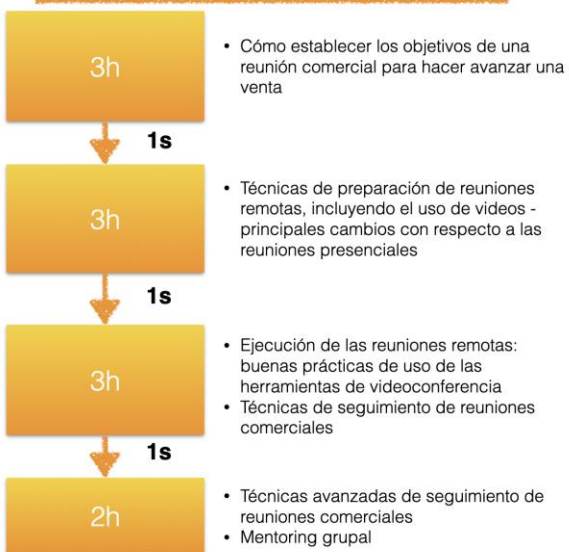 3h
• Cómo establecer los objetivos de una
reunión comercial para hacer avanzar una
venta
1s
3h
• Técnicas de preparación de reuniones
remotas, incluyendo el uso de videos -
principales cambios con respecto a las
reuniones presenciales
1s
3h
• Ejecución de las reuniones remotas:
buenas prácticas de uso de las
herramientas de videoconferencia
• Técnicas de seguimiento de reuniones
comerciales
1s
2h
• Técnicas avanzadas de seguimiento de
reuniones comerciales
• Mentoring grupal